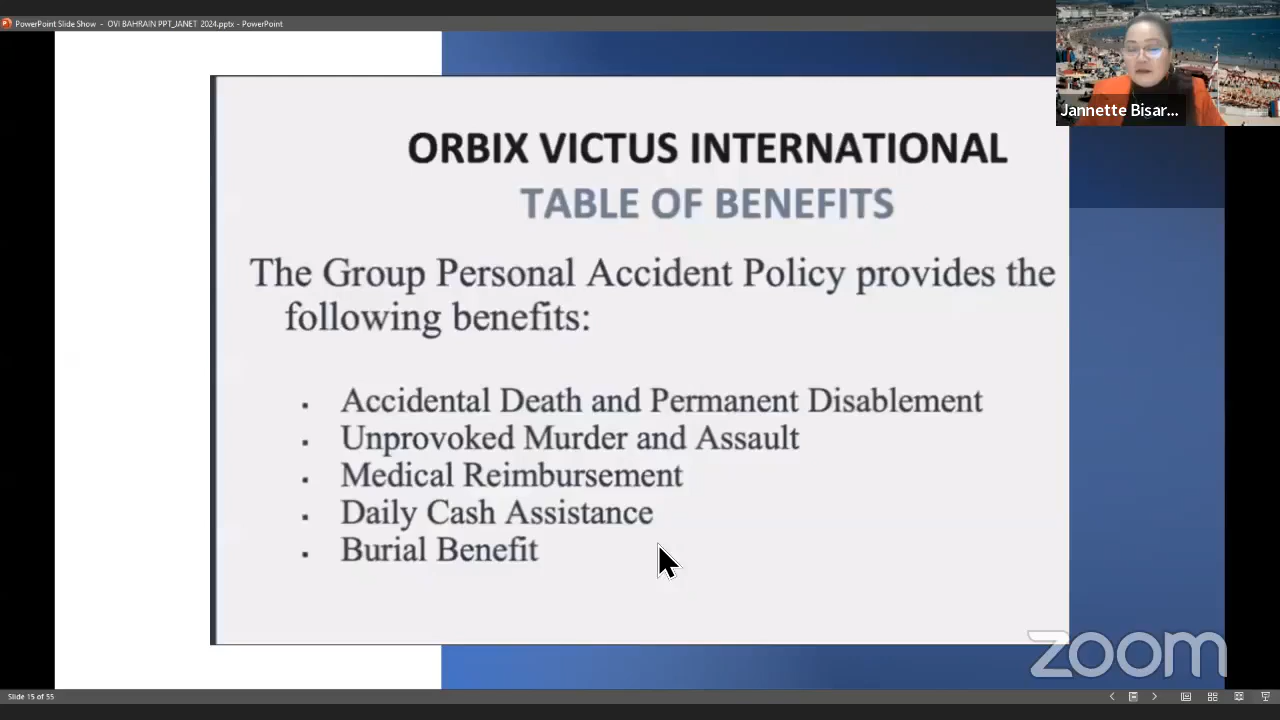 PowerPoint Slide Show - OVI BAHRAIN PPT_JANET 2024.pptx - PowerPoint
Jannette Bisar...
ORBIX VICTUS INTERNATIONAL
TABLE OF BENEFITS
The Group Personal Accident Policy provides the
following benefits:
▪ Accidental Death and Permanent Disablement
▪ Unprovoked Murder and Assault
▪ Medical Reimbursement
▪ Daily Cash Assistance
▪ Burial Benefit
zoom
Slide 15 of 55